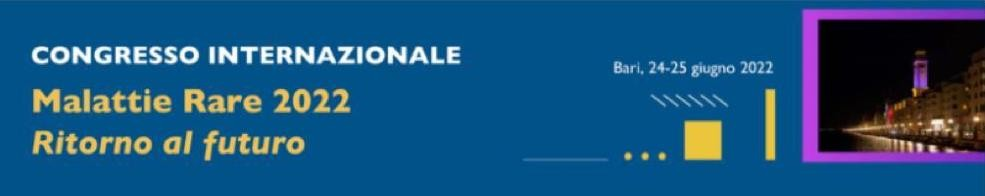 CONGRESSO INTERNAZIONALE
Malattie Rare 2022
Ritorno al futuro
Bari, 24-25 giugno 2022